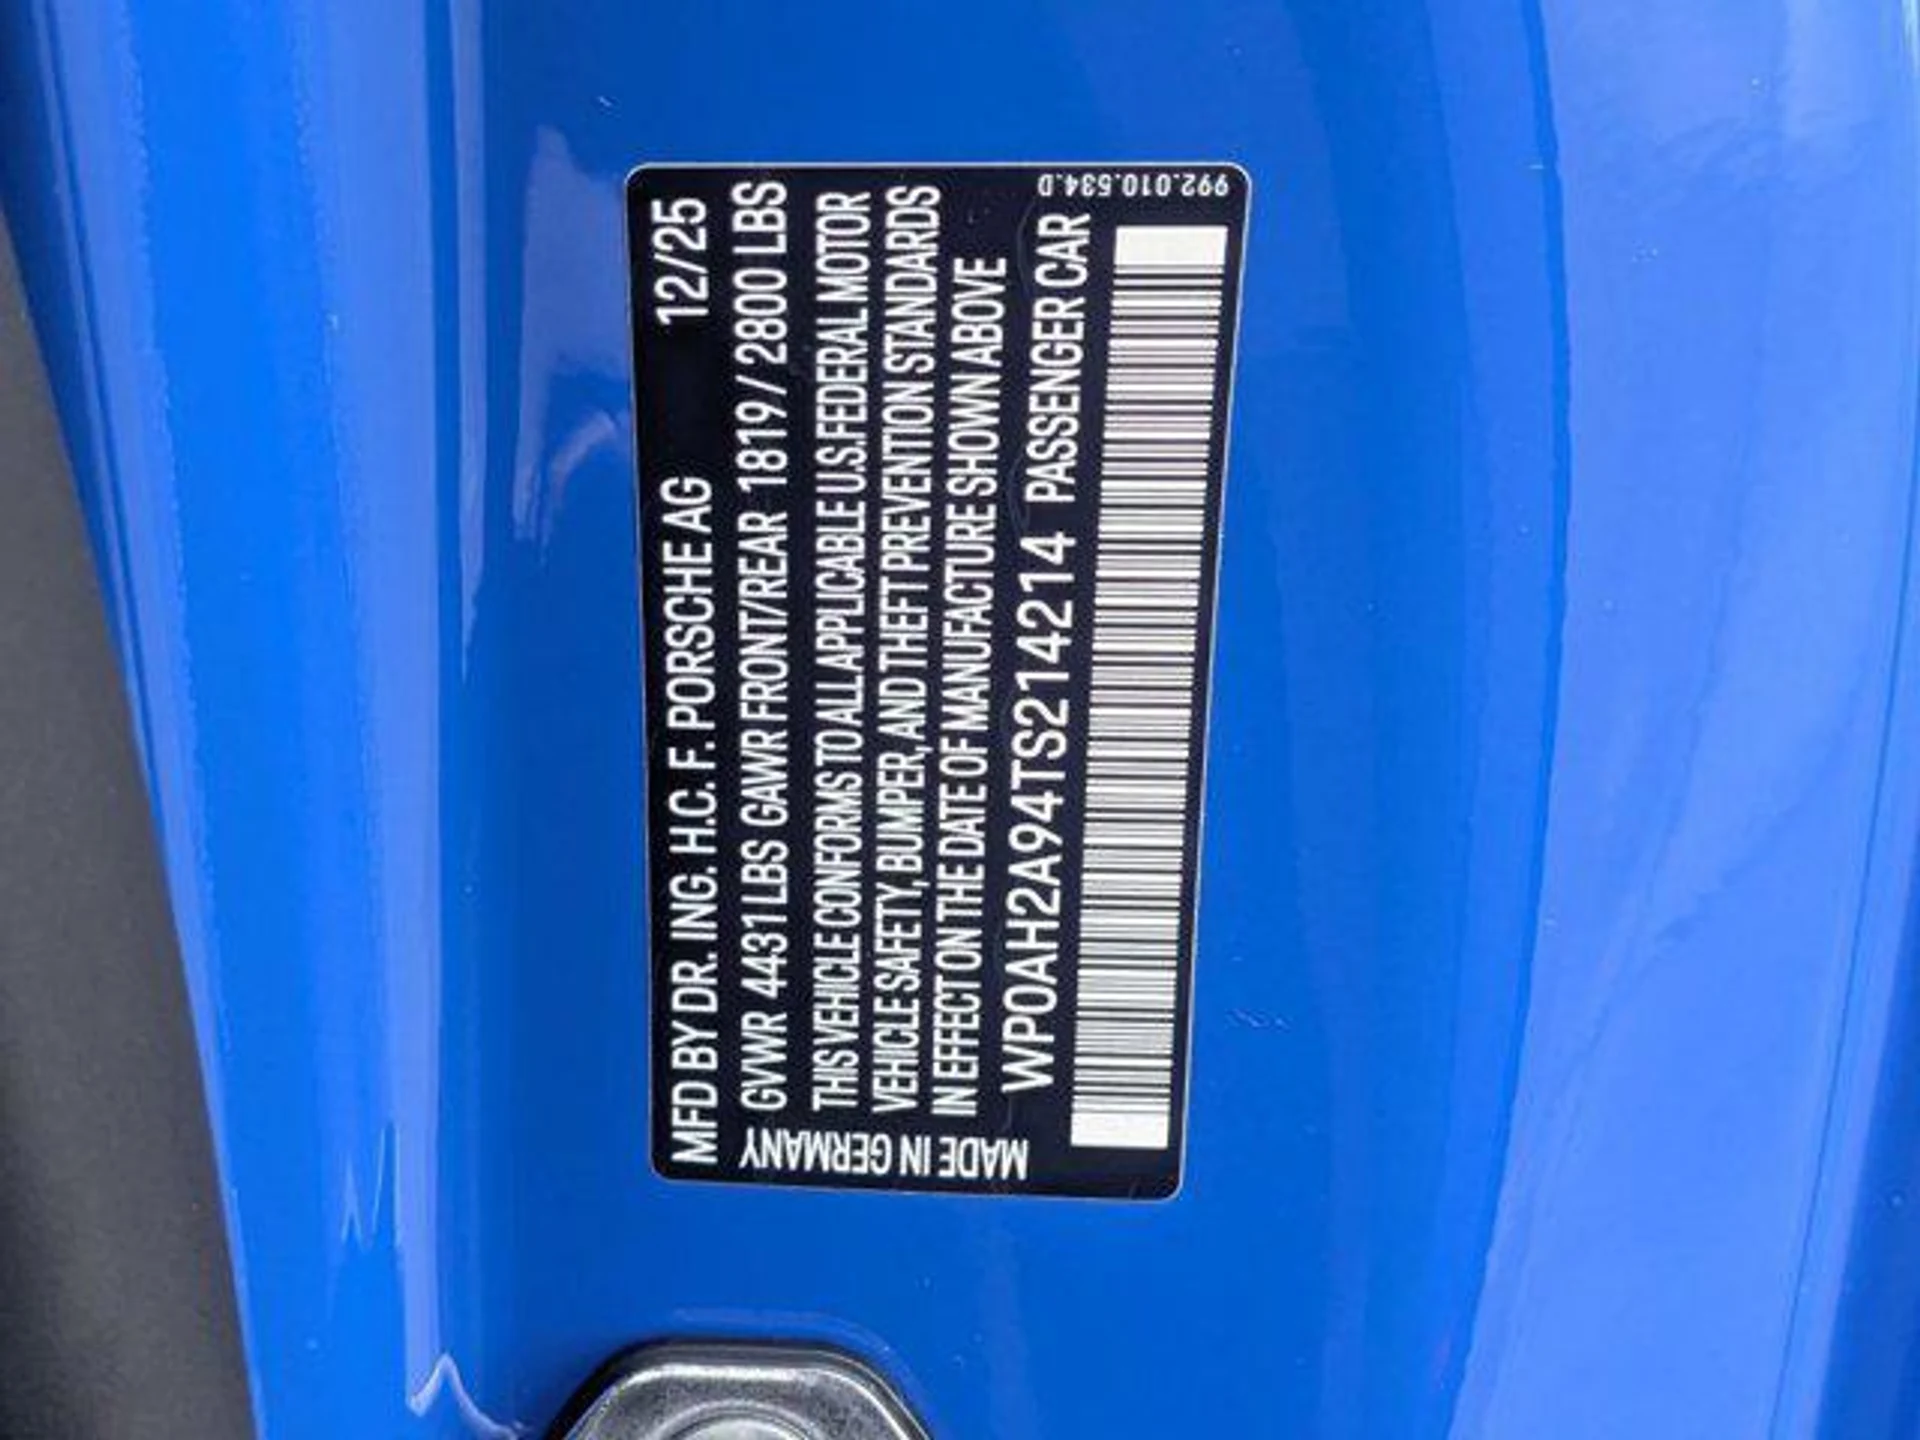 MFD BY DR. ING. H.C. F. PORSCHE AG 12/25
GVWR 4431 LBS GAWR FRONT/REAR 1819/2800 LBS
THIS VEHICLE CONFORMS TO ALL APPLICABLE U.S.FEDERAL MOTOR
VEHICLE SAFETY, BUMPER, AND THEFT PREVENTION STANDARDS
IN EFFECT ON THE DATE OF MANUFACTURE SHOWN ABOVE
WP0AH2A94TS214214 PASSENGER CAR
MADE IN GERMANY
992.010.534.D